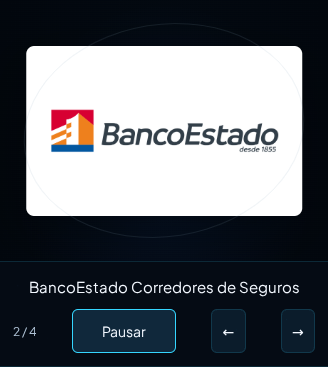 BancoEstado
desde 1855
BancoEstado Corredores de Seguros
2 / 4
Pausar
←
→